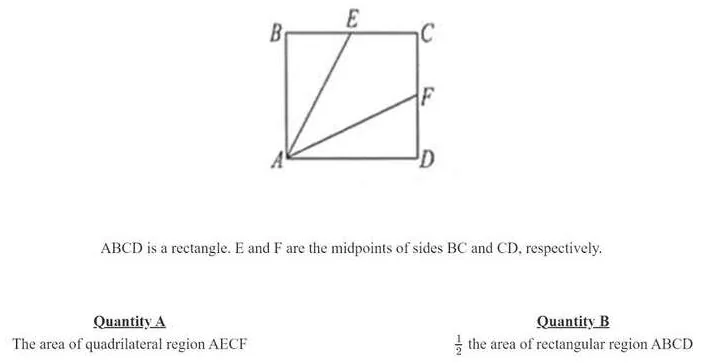 E
B
C
F
A
D
ABCD is a rectangle. E and F are the midpoints of sides BC and CD, respectively.
Quantity A
The area of quadrilateral region AECF
Quantity B
1/2 the area of rectangular region ABCD